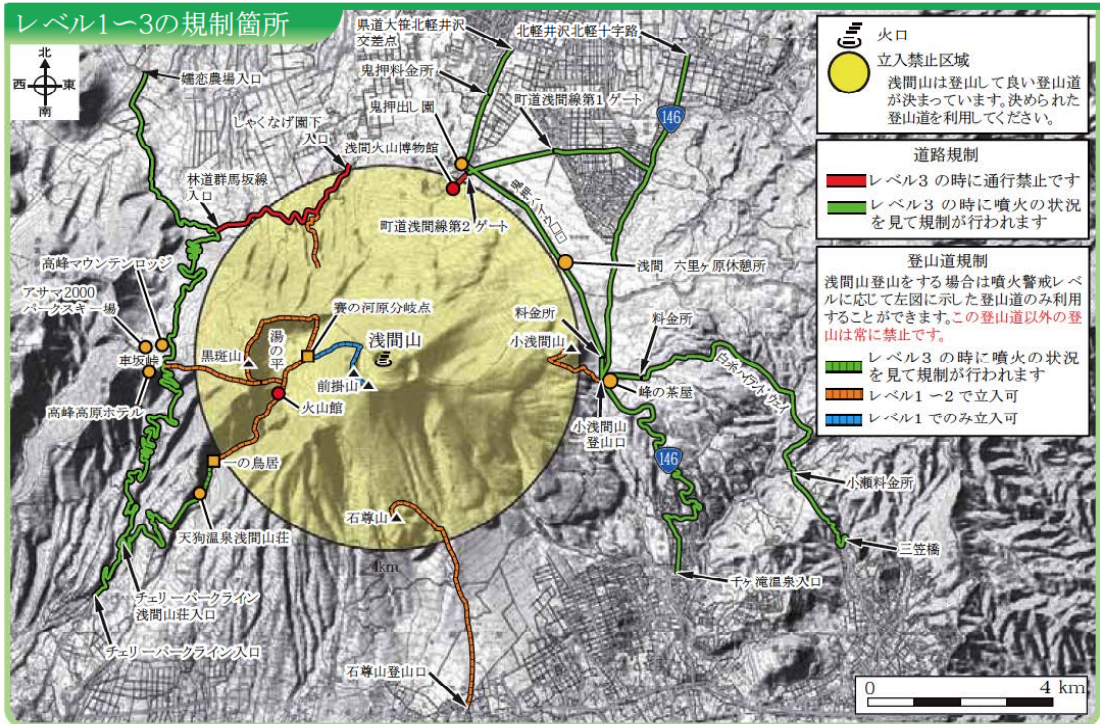 レベル1〜3の規制箇所
北
西
東
南
県道大笹北軽井沢
交差点
北軽井沢北軽十字路
嬬恋農場入口
鬼押料金所
鬼押出し園
町道浅間線第1 ゲート
146
しゃくなげ園下
入口
浅間火山博物館
林道群馬坂線
入口
町道浅間線第2 ゲート
鬼押ハイウェー
高峰マウンテンロッジ
浅間 六里ヶ原休憩所
アサマ2000
パークスキー場
賽の河原分岐点
料金所
料金所
湯の平
浅間山
小浅間山
黒斑山
車坂峠
前掛山
白糸ハイランドウェイ
峰の茶屋
火山館
高峰高原ホテル
小浅間山
登山口
一の鳥居
146
小瀬料金所
石尊山
天狗温泉浅間山荘
三笠橋
4km
千ヶ滝温泉入口
チェリーパークライン
浅間山荘入口
チェリーパークライン入口
石尊山登山口
0
4 km
火口
立入禁止区域
浅間山は登山して良い登山道
が決まっています。決められた
登山道を利用してください。
道路規制
レベル3 の時に通行禁止です
レベル3 の時に噴火の状況
を見て規制が行われます
登山道規制
浅間山登山をする場合は噴火警戒レベ
ルに応じて左図に示した登山道のみ利用
することができます。この登山道以外の登
山は常に禁止です。
レベル3 の時に噴火の状況
を見て規制が行われます
レベル1 〜2 で立入可
レベル1 でのみ立入可